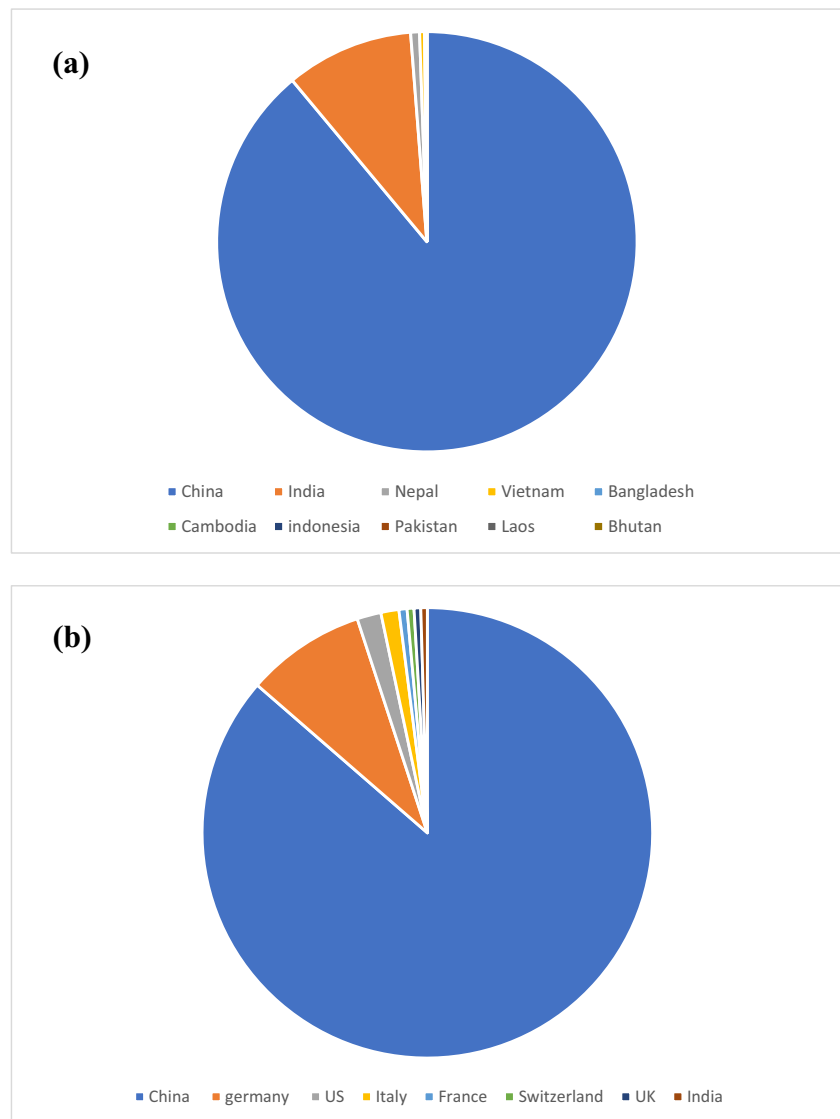 (a)
China India Nepal Vietnam Bangladesh
Cambodia indonesia Pakistan Laos Bhutan
(b)
China germany US Italy France Switzerland UK India